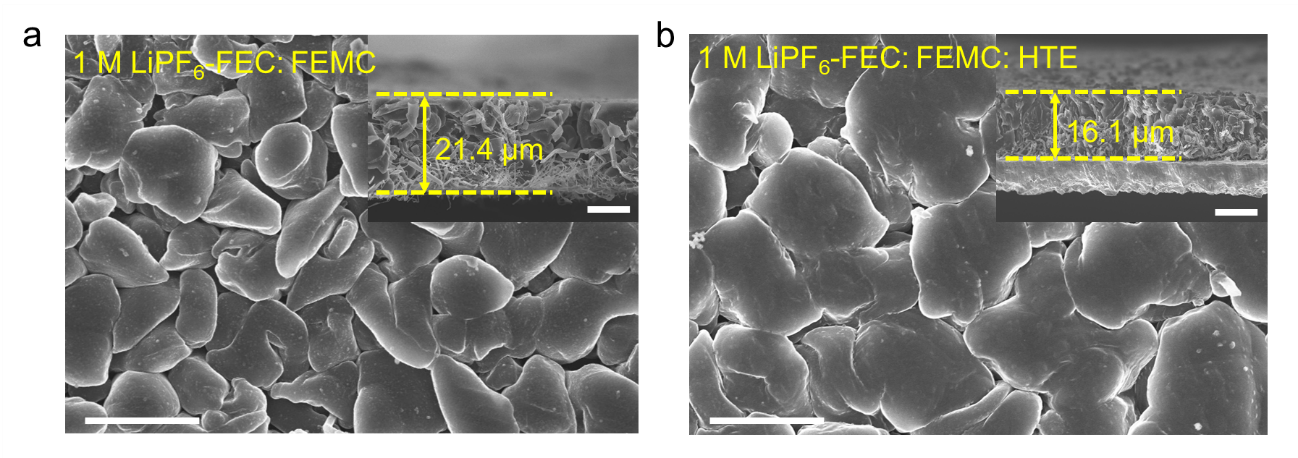 a
1 M LiPF₆-FEC: FEMC
21.4 μm
b
1 M LiPF₆-FEC: FEMC: HTE
16.1 μm